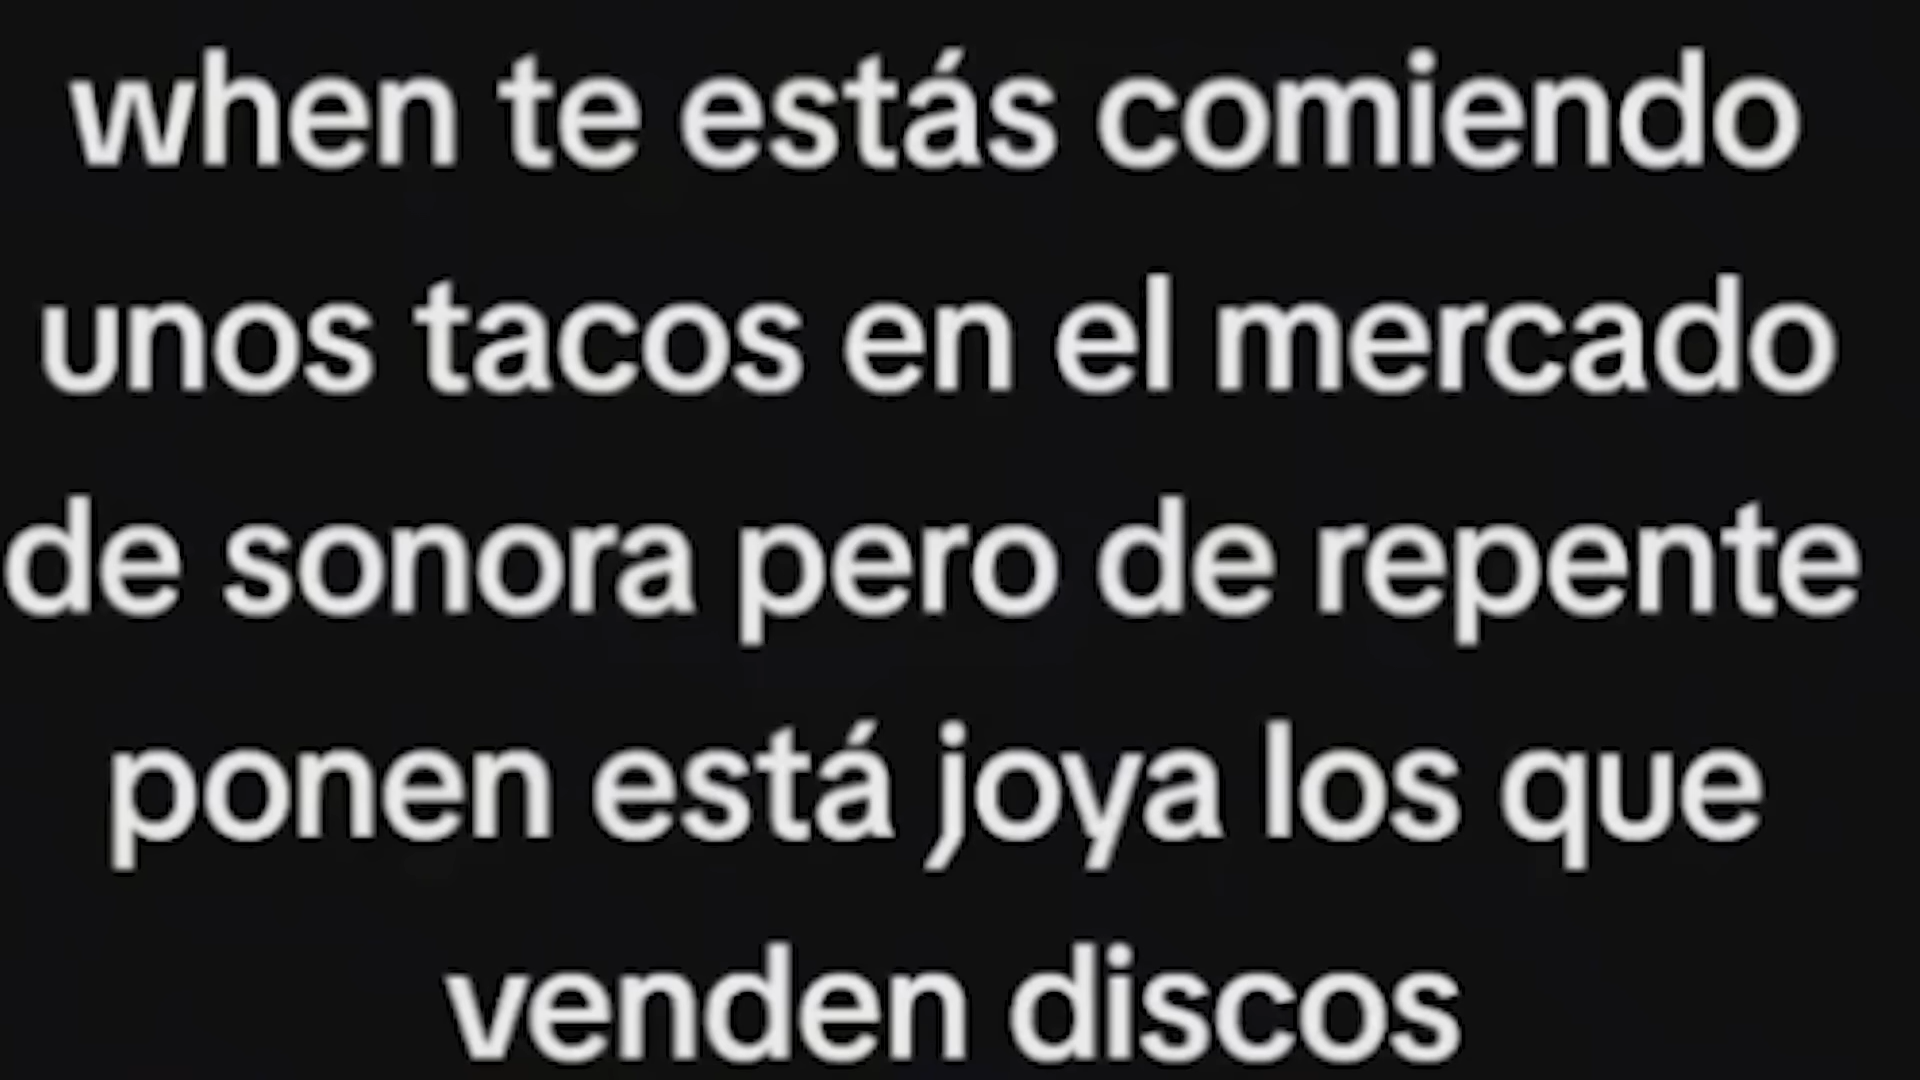 when te estás comiendo
unos tacos en el mercado
de sonora pero de repente
ponen está joya los que
venden discos